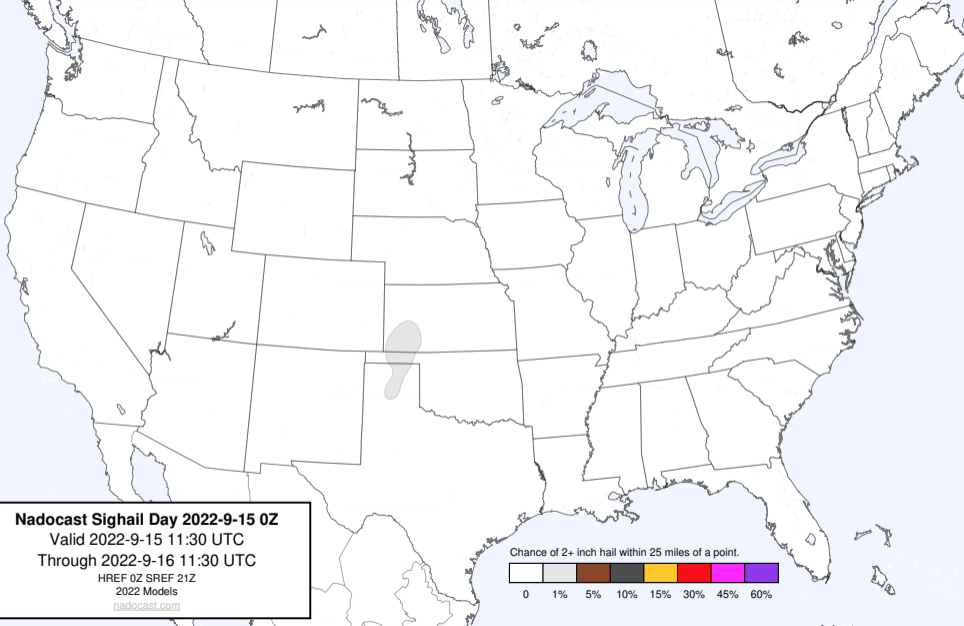 Nadocast Sighail Day 2022-9-15 0Z
Valid 2022-9-15 11:30 UTC
Through 2022-9-16 11:30 UTC
HREF 0Z SREF 21Z
2022 Models
nadocast.com
Chance of 2+ inch hail within 25 miles of a point.
0 1% 5% 10% 15% 30% 45% 60%